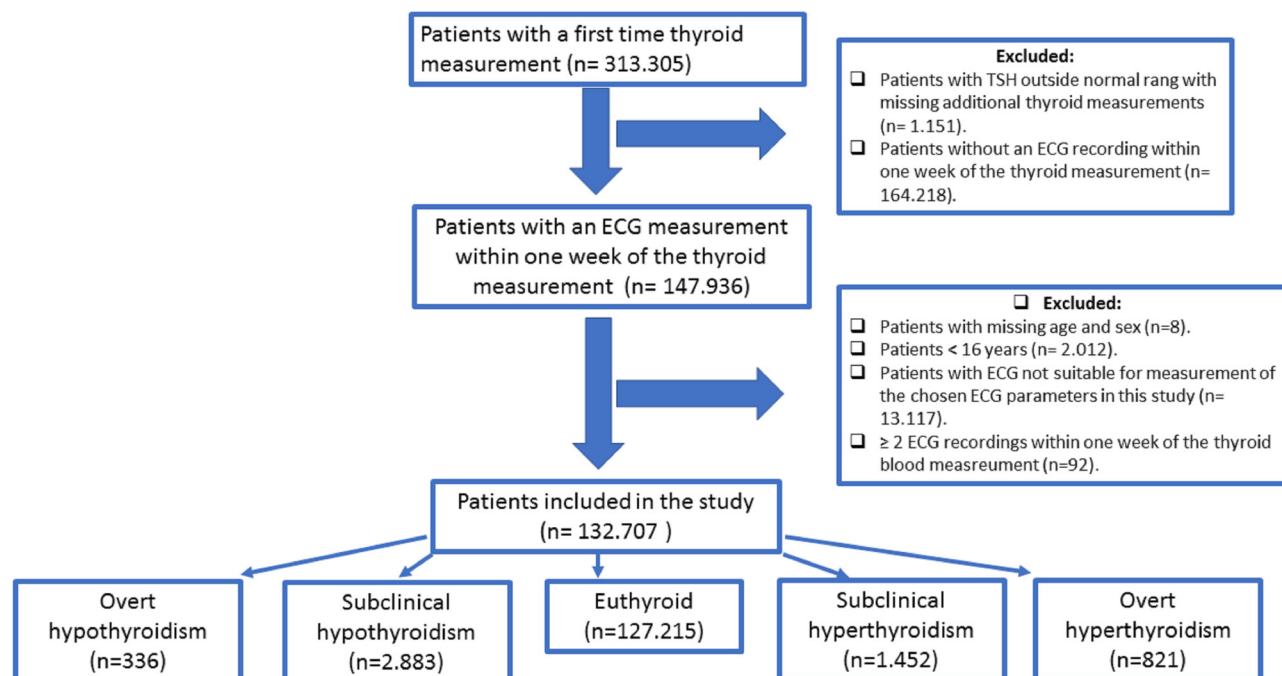 Patients with a first time thyroid
measurement (n= 313.305)
Excluded:
❑ Patients with TSH outside normal rang with
missing additional thyroid measurements
(n= 1.151).
❑ Patients without an ECG recording within
one week of the thyroid measurement (n=
164.218).
Patients with an ECG measurement
within one week of the thyroid
measurement (n= 147.936)
❑ Excluded:
❑ Patients with missing age and sex (n=8).
❑ Patients < 16 years (n= 2.012).
❑ Patients with ECG not suitable for measurement of
the chosen ECG parameters in this study (n=
13.117).
❑ ≥ 2 ECG recordings within one week of the thyroid
blood measreument (n=92).
Patients included in the study
(n= 132.707 )
Overt
hypothyroidism
(n=336)
Subclinical
hypothyroidism
(n=2.883)
Euthyroid
(n=127.215)
Subclinical
hyperthyroidism
(n=1.452)
Overt
hyperthyroidism
(n=821)